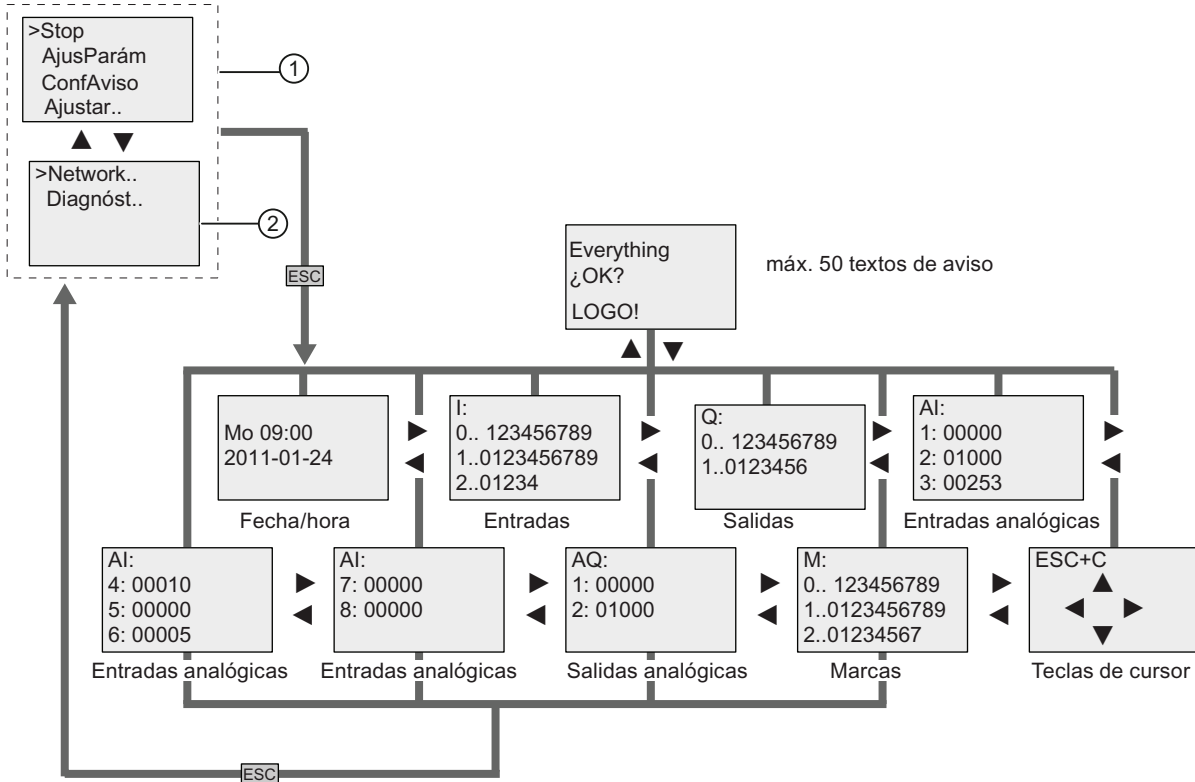 >Stop
AjusParám
ConfAviso
Ajustar..
1
>Network..
Diagnóst..
2
ESC
Everything
¿OK?
LOGO!
máx. 50 textos de aviso
Mo 09:00
2011-01-24
Fecha/hora
I:
0.. 123456789
1..0123456789
2..01234
Entradas
Q:
0.. 123456789
1..0123456
Salidas
AI:
1: 00000
2: 01000
3: 00253
Entradas analógicas
AI:
4: 00010
5: 00000
6: 00005
Entradas analógicas
AI:
7: 00000
8: 00000
Entradas analógicas
AQ:
1: 00000
2: 01000
Salidas analógicas
M:
0.. 123456789
1..0123456789
2..01234567
Marcas
ESC+C
Teclas de cursor
ESC